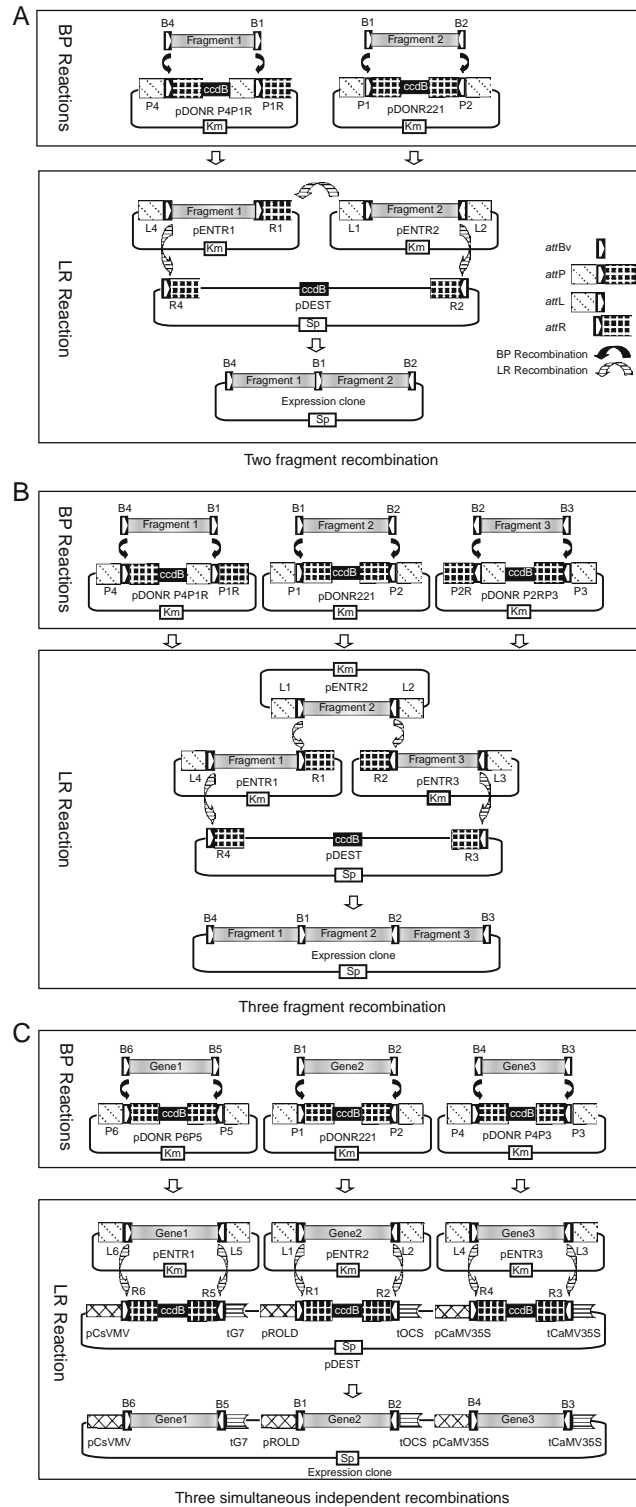 A
BP Reactions
B4 B1 B1 B2
Fragment 1 Fragment 2
ccdB ccdB
P4 P1R P1 P2
pDONR P4P1R pDONR221
Km Km
LR Reaction
Fragment 1 Fragment 2
L4 R1 L1 L2
pENTR1 pENTR2
Km Km
ccdB
R4 pDEST R2
Sp
B4 B1 B2
Fragment 1 Fragment 2
Expression clone
Sp
attBv
attP
attL
attR
BP Recombination
LR Recombination
Two fragment recombination
B
BP Reactions
B4 B1 B1 B2 B2 B3
Fragment 1 Fragment 2 Fragment 3
ccdB ccdB ccdB
P4 P1R P1 P2 P2R P3
pDONR P4P1R pDONR221 pDONR P2RP3
Km Km Km
LR Reaction
Km
L1 pENTR2 L2
Fragment 2
Fragment 1 Fragment 3
L4 R1 R2 L3
pENTR1 pENTR3
Km Km
ccdB
R4 pDEST R3
Sp
B4 B1 B2 B3
Fragment 1 Fragment 2 Fragment 3
Expression clone
Sp
Three fragment recombination
C
BP Reactions
B6 B5 B1 B2 B4 B3
Gene1 Gene2 Gene3
ccdB ccdB ccdB
P6 P5 P1 P2 P4 P3
pDONR P6P5 pDONR221 pDONR P4P3
Km Km Km
LR Reaction
Gene1 Gene2 Gene3
L6 L5 L1 L2 L4 L3
pENTR1 pENTR2 pENTR3
Km Km Km
R6 R5 R1 R2 R4 R3
ccdB ccdB ccdB
pCsVMV tG7 pROLD tOCS pCaMV35S tCaMV35S
Sp
pDEST
B6 B5 B1 B2 B4 B3
Gene1 Gene2 Gene3
pCsVMV tG7 pROLD tOCS pCaMV35S tCaMV35S
Sp
Expression clone
Three simultaneous independent recombinations